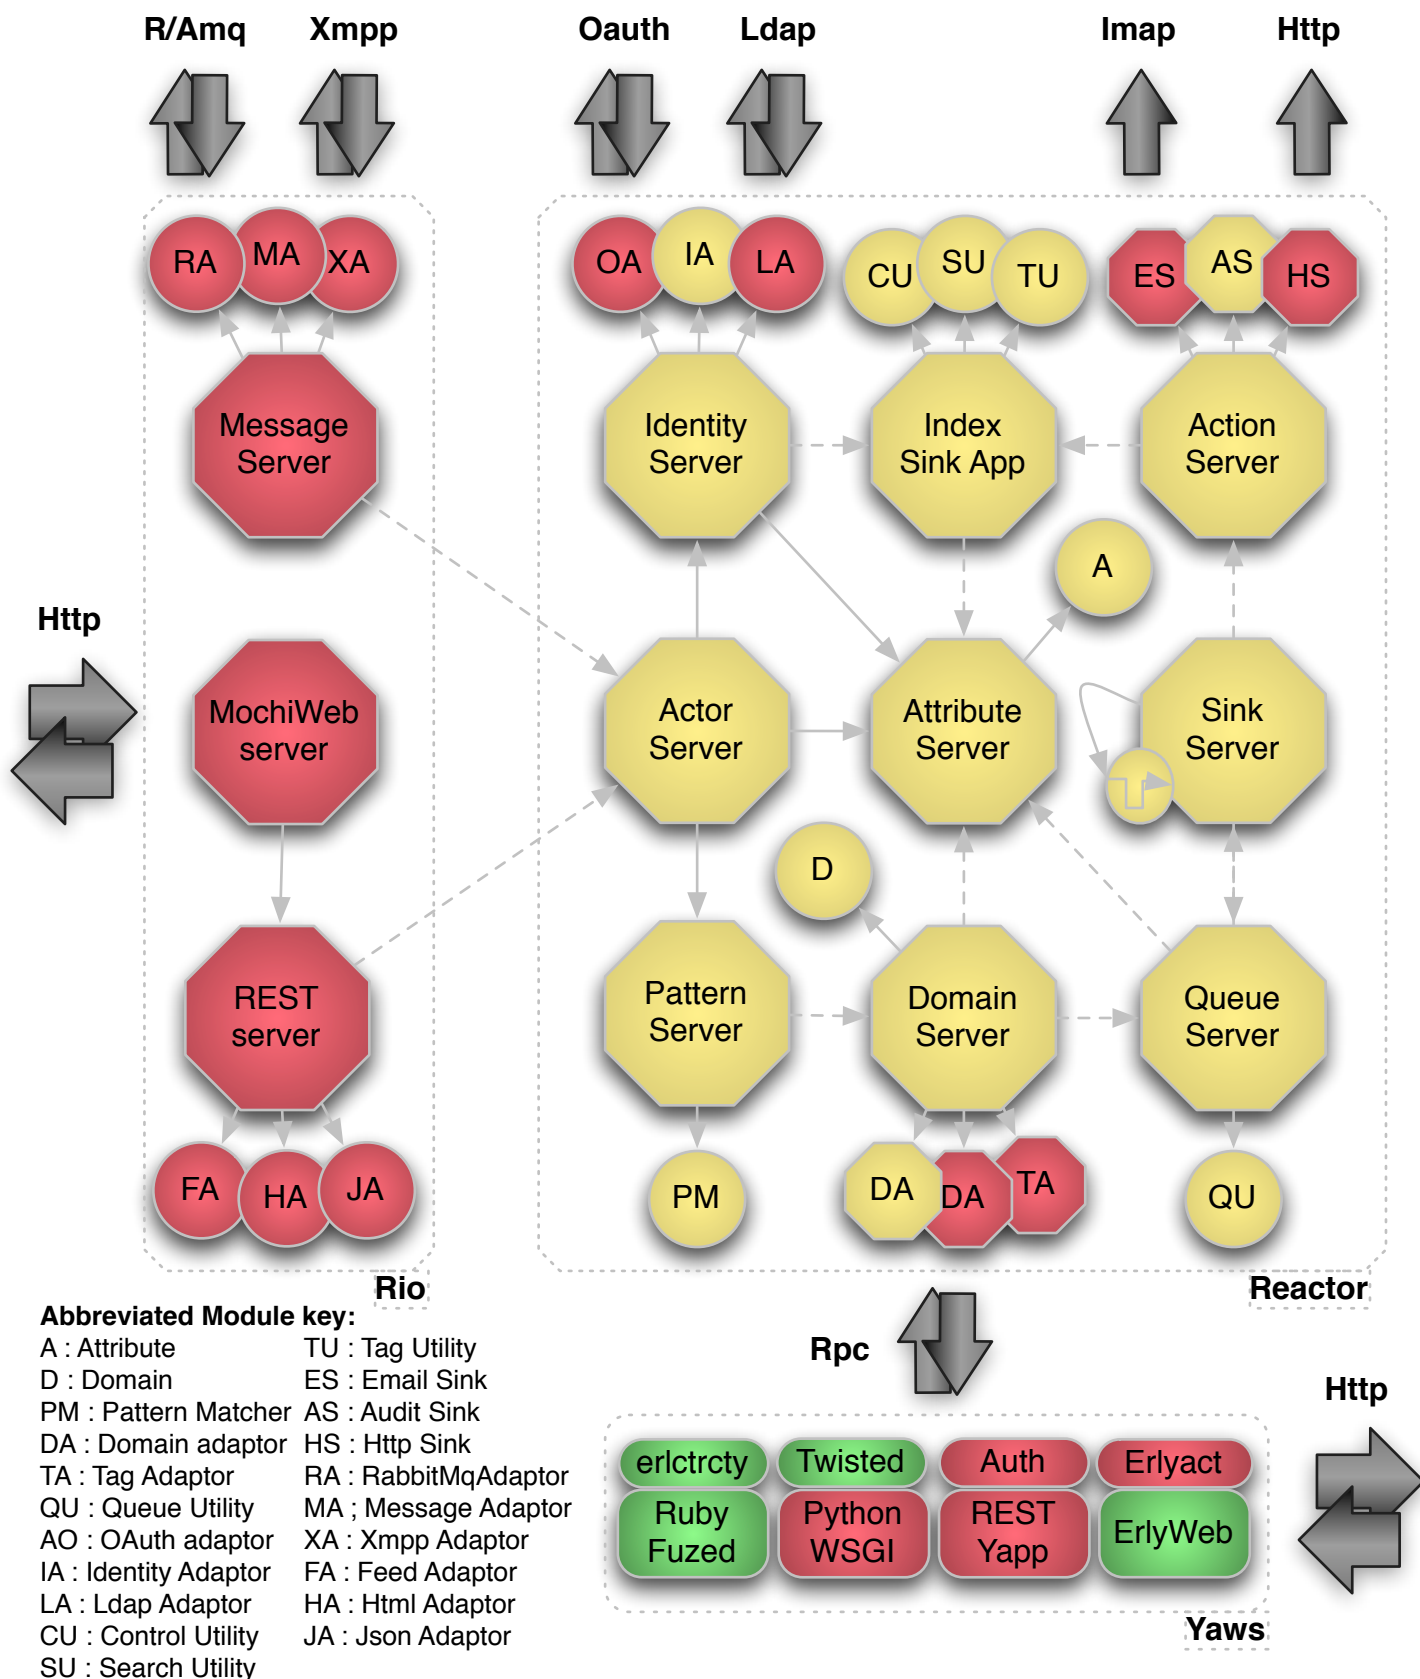 R/Amq Xmpp Oauth Ldap Imap Http
RA MA XA OA IA LA CU SU TU ES AS HS
Message
Server
Identity
Server
Index
Sink App
Action
Server
A
Http
MochiWeb
server
Actor
Server
Attribute
Server
Sink
Server
D
REST
server
Pattern
Server
Domain
Server
Queue
Server
FA HA JA PM DA DA TA QU
Rio
Reactor
Abbreviated Module key:
A : Attribute
D : Domain
PM : Pattern Matcher
DA : Domain adaptor
TA : Tag Adaptor
QU : Queue Utility
AO : OAuth adaptor
IA : Identity Adaptor
LA : Ldap Adaptor
CU : Control Utility
SU : Search Utility
TU : Tag Utility
ES : Email Sink
AS : Audit Sink
HS : Http Sink
RA : RabbitMqAdaptor
MA ; Message Adaptor
XA : Xmpp Adaptor
FA : Feed Adaptor
HA : Html Adaptor
JA : Json Adaptor
Rpc
Http
erlctrcty Twisted Auth Erlyact
Ruby
Fuzed
Python
WSGI
REST
Yapp
ErlyWeb
Yaws